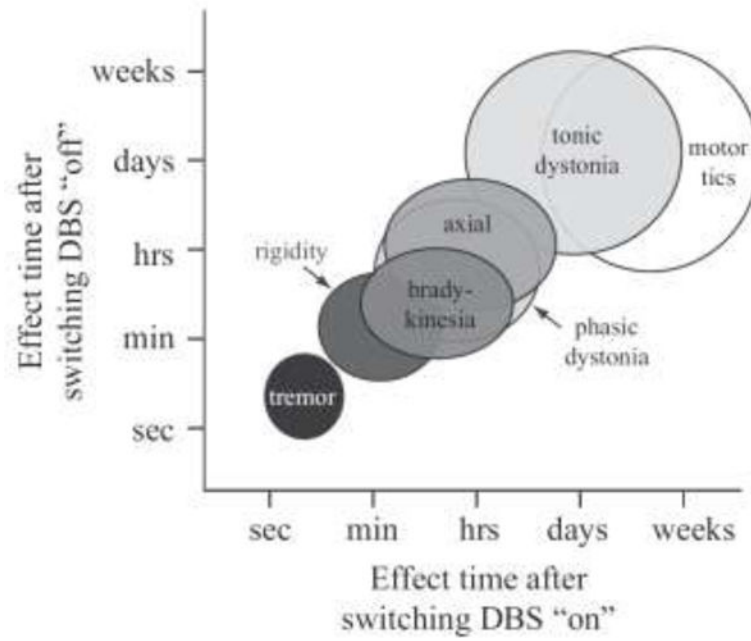 Effect time after
switching DBS “off”
weeks
days
hrs
min
sec
tonic
dystonia
motor
tics
axial
rigidity
brady-
kinesia
phasic
dystonia
tremor
sec
min
hrs
days
weeks
Effect time after
switching DBS “on”